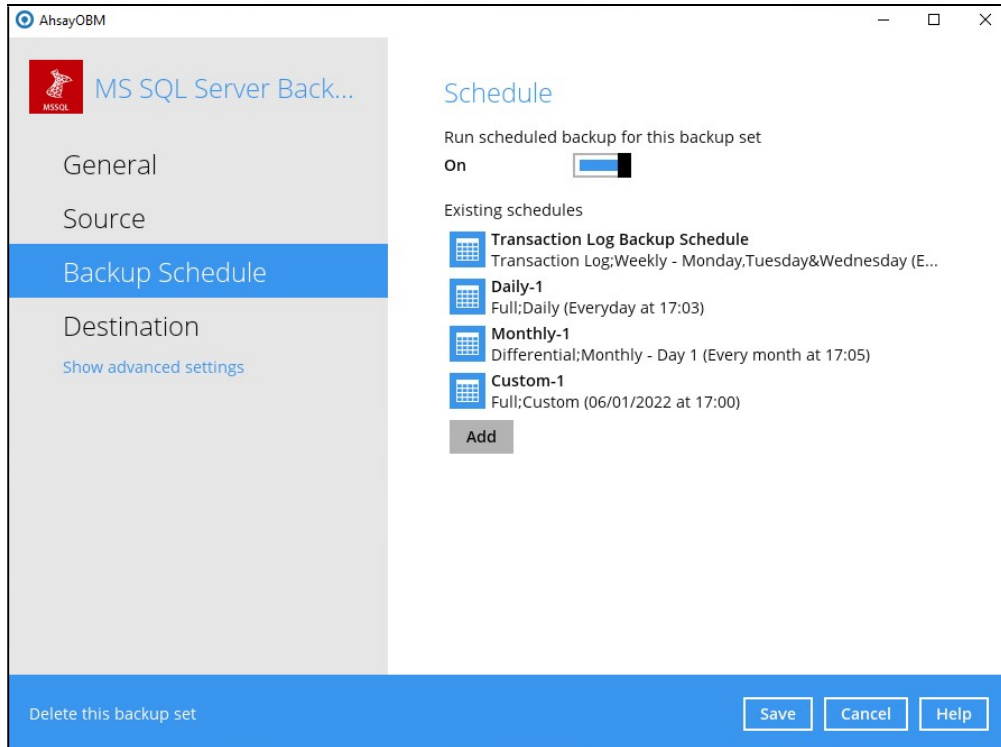 AhsayOBM
MSSQL
MS SQL Server Back...
General
Source
Backup Schedule
Destination
Show advanced settings
Schedule
Run scheduled backup for this backup set
On
Existing schedules
Transaction Log Backup Schedule
Transaction Log;Weekly - Monday,Tuesday&Wednesday (E...
Daily-1
Full;Daily (Everyday at 17:03)
Monthly-1
Differential;Monthly - Day 1 (Every month at 17:05)
Custom-1
Full;Custom (06/01/2022 at 17:00)
Add
Delete this backup set
Save
Cancel
Help